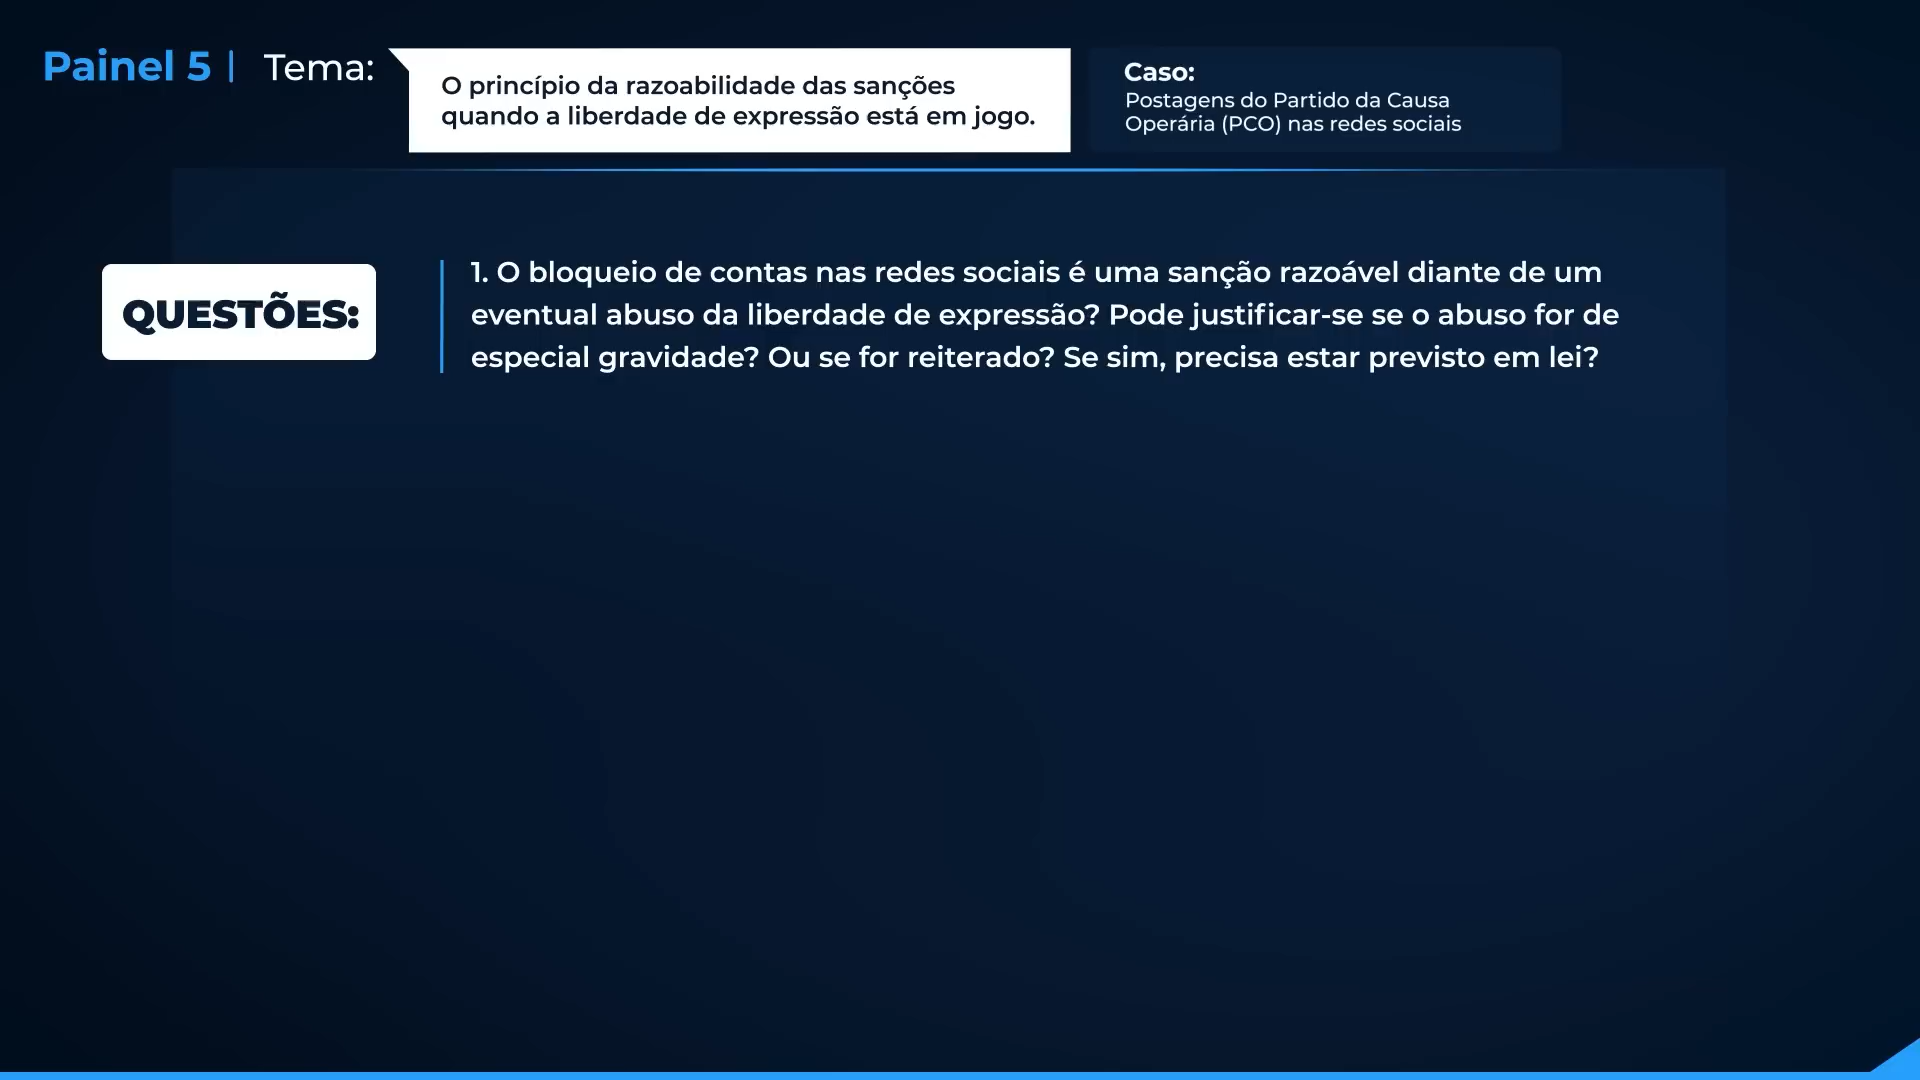 Painel 5 | Tema:
O princípio da razoabilidade das sanções
quando a liberdade de expressão está em jogo.
Caso:
Postagens do Partido da Causa
Operária (PCO) nas redes sociais
QUESTÕES:
1. O bloqueio de contas nas redes sociais é uma sanção razoável diante de um
eventual abuso da liberdade de expressão? Pode justificar-se se o abuso for de
especial gravidade? Ou se for reiterado? Se sim, precisa estar previsto em lei?